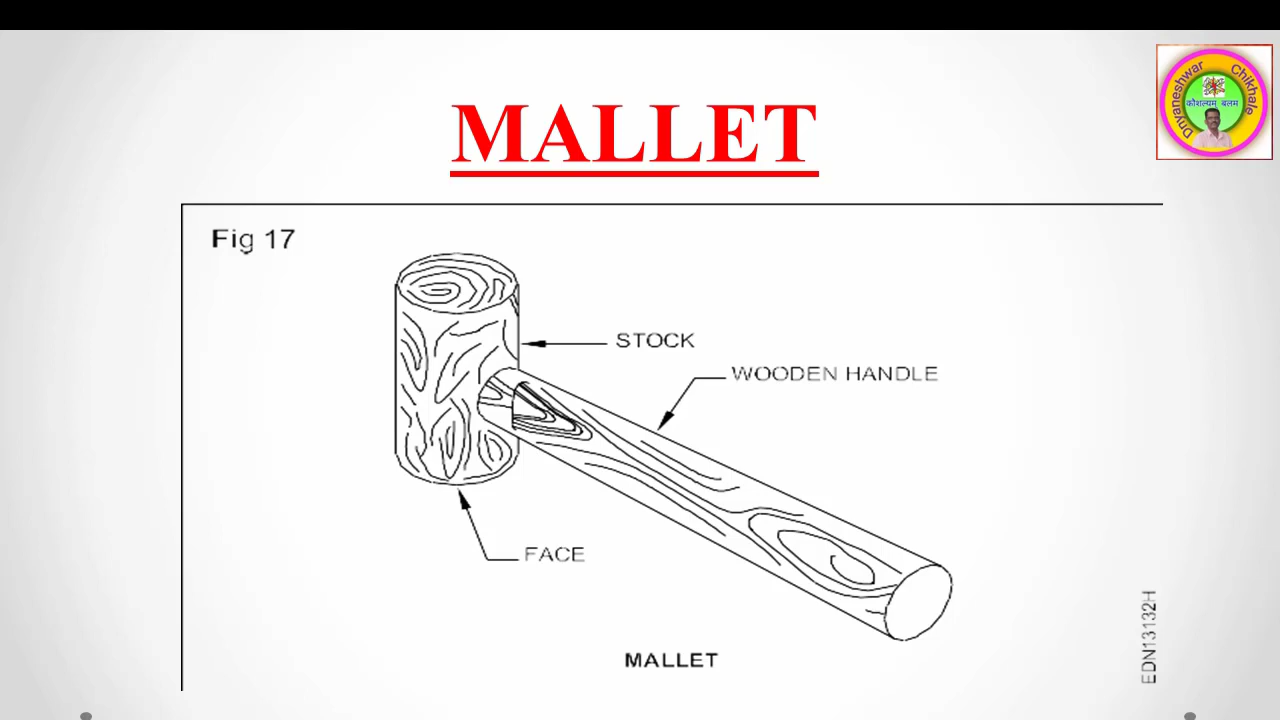 MALLET
Dnyaneshwar Chikhale
कौशल्यम् बलम
Fig 17
STOCK
WOODEN HANDLE
FACE
MALLET
EDN13132H